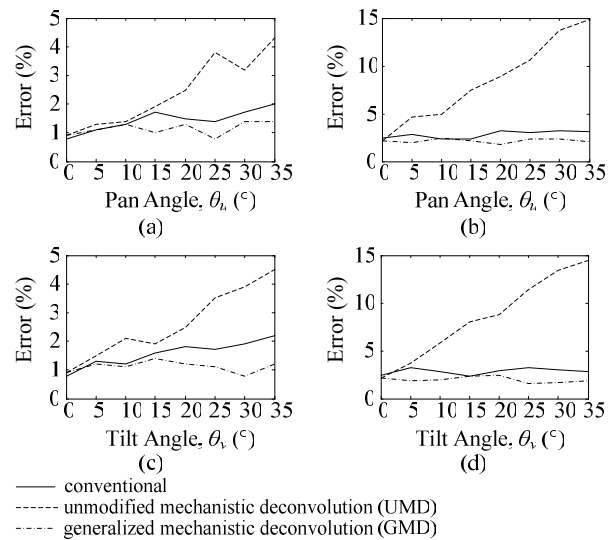 5
4
3
2
1
0
Error (%)
0 5 10 15 20 25 30 35
Pan Angle, θu (c)
(a)
15
10
5
0
Error (%)
0 5 10 15 20 25 30 35
Pan Angle, θu (c)
(b)
5
4
3
2
1
0
Error (%)
0 5 10 15 20 25 30 35
Tilt Angle, θv (c)
(c)
15
10
5
0
Error (%)
0 5 10 15 20 25 30 35
Tilt Angle, θv (c)
(d)
conventional
unmodified mechanistic deconvolution (UMD)
generalized mechanistic deconvolution (GMD)